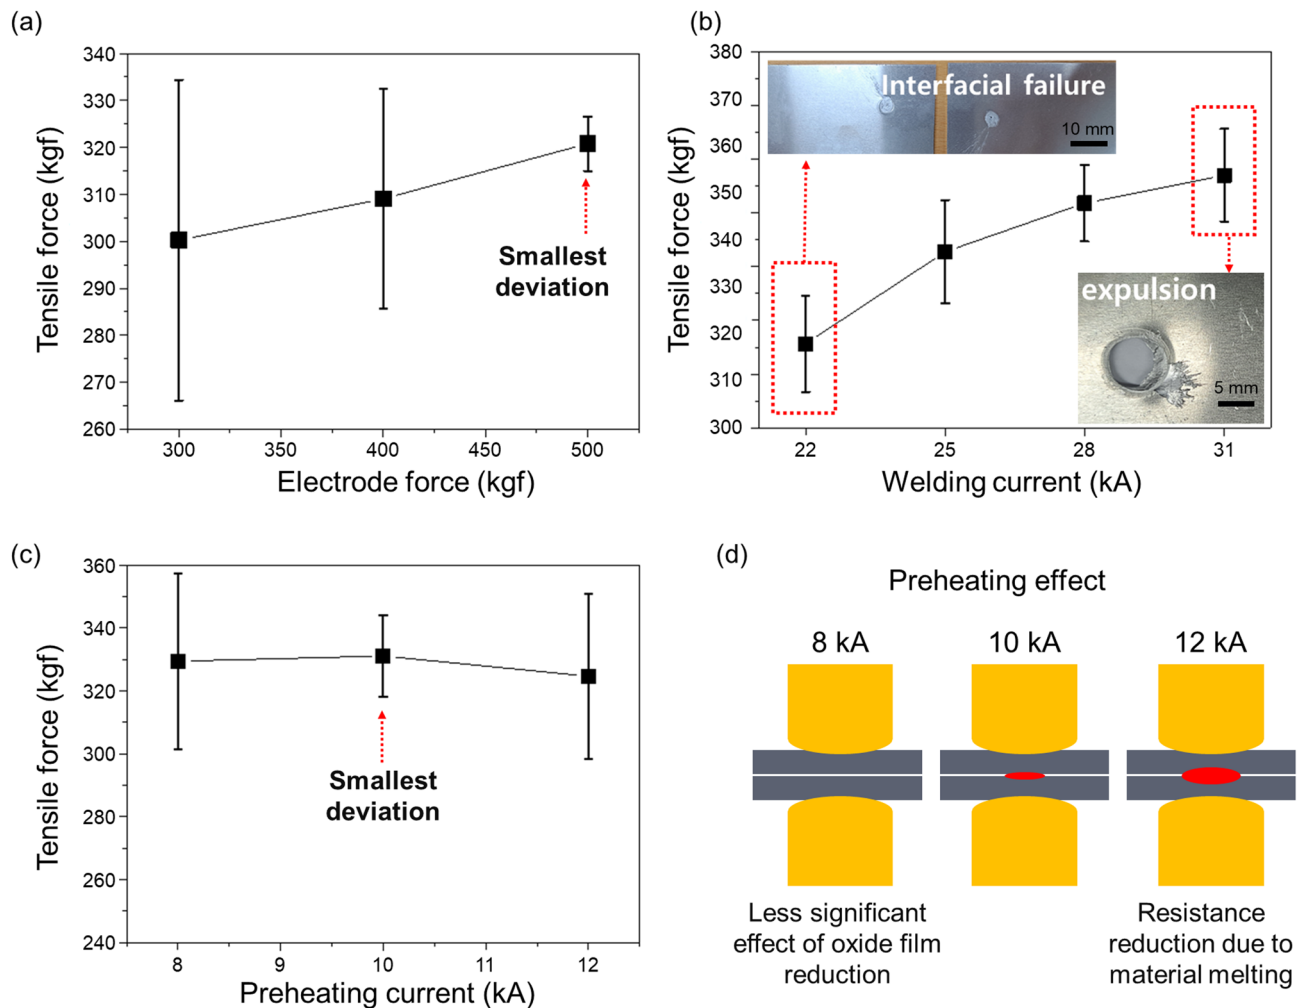 (a)
340
330
320
310
300
290
280
270
260
Tensile force (kgf)
Smallest
deviation
300
350
400
450
500
Electrode force (kgf)
(b)
380
370
360
350
340
330
320
310
300
Tensile force (kgf)
Interfacial failure
10 mm
expulsion
5 mm
22
25
28
31
Welding current (kA)
(c)
360
340
320
300
280
260
240
Tensile force (kgf)
Smallest
deviation
8
9
10
11
12
Preheating current (kA)
(d)
Preheating effect
8 kA
10 kA
12 kA
Less significant
effect of oxide film
reduction
Resistance
reduction due to
material melting